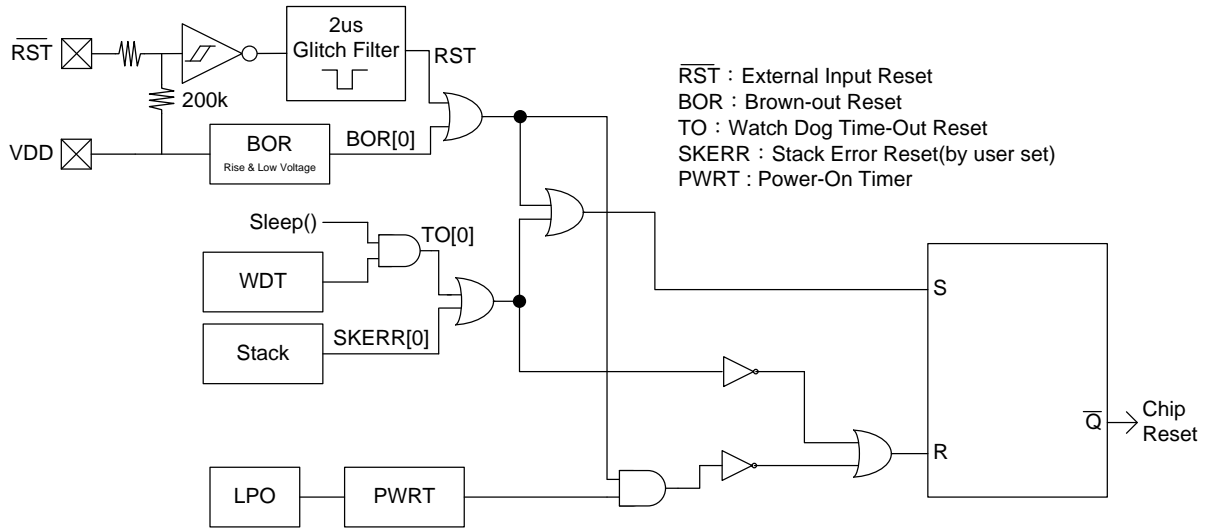 RST
VDD
200k
2us
Glitch Filter
RST
BOR
Rise & Low Voltage
BOR[0]
RST：External Input Reset
BOR：Brown-out Reset
TO：Watch Dog Time-Out Reset
SKERR：Stack Error Reset(by user set)
PWRT : Power-On Timer
Sleep()
TO[0]
WDT
Stack
SKERR[0]
LPO
PWRT
S
R
Q
Chip
Reset